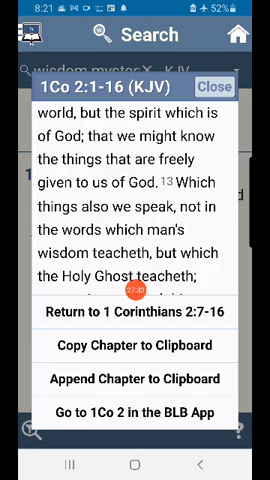 8:21
52%
Search
wisdom myster KJV
1Co 2:1-16 (KJV)
Close
world, but the spirit which is
of God; that we might know
the things that are freely
given to us of God. 13 Which
things also we speak, not in
the words which man's
wisdom teacheth, but which
the Holy Ghost teacheth;
27:32
Return to 1 Corinthians 2:7-16
Copy Chapter to Clipboard
Append Chapter to Clipboard
Go to 1Co 2 in the BLB App
?